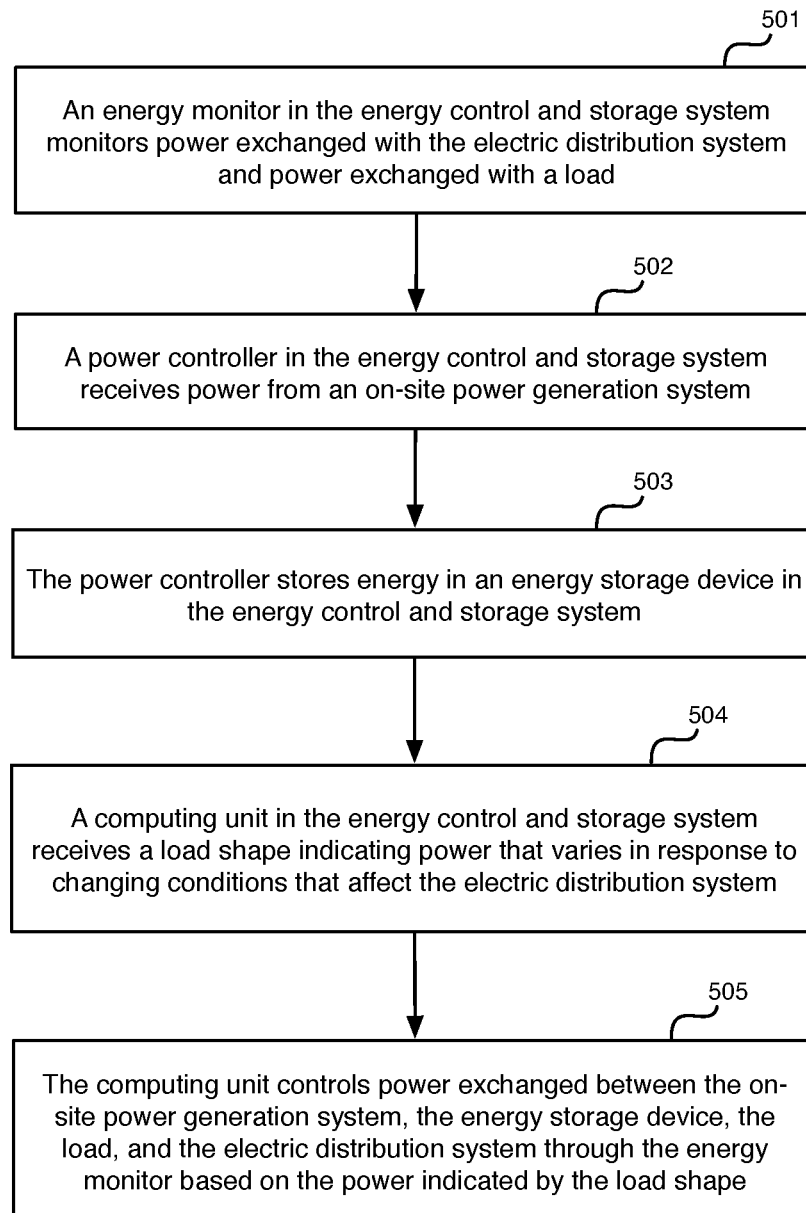 501
An energy monitor in the energy control and storage system
monitors power exchanged with the electric distribution system
and power exchanged with a load
502
A power controller in the energy control and storage system
receives power from an on-site power generation system
503
The power controller stores energy in an energy storage device in
the energy control and storage system
504
A computing unit in the energy control and storage system
receives a load shape indicating power that varies in response to
changing conditions that affect the electric distribution system
505
The computing unit controls power exchanged between the on-
site power generation system, the energy storage device, the
load, and the electric distribution system through the energy
monitor based on the power indicated by the load shape